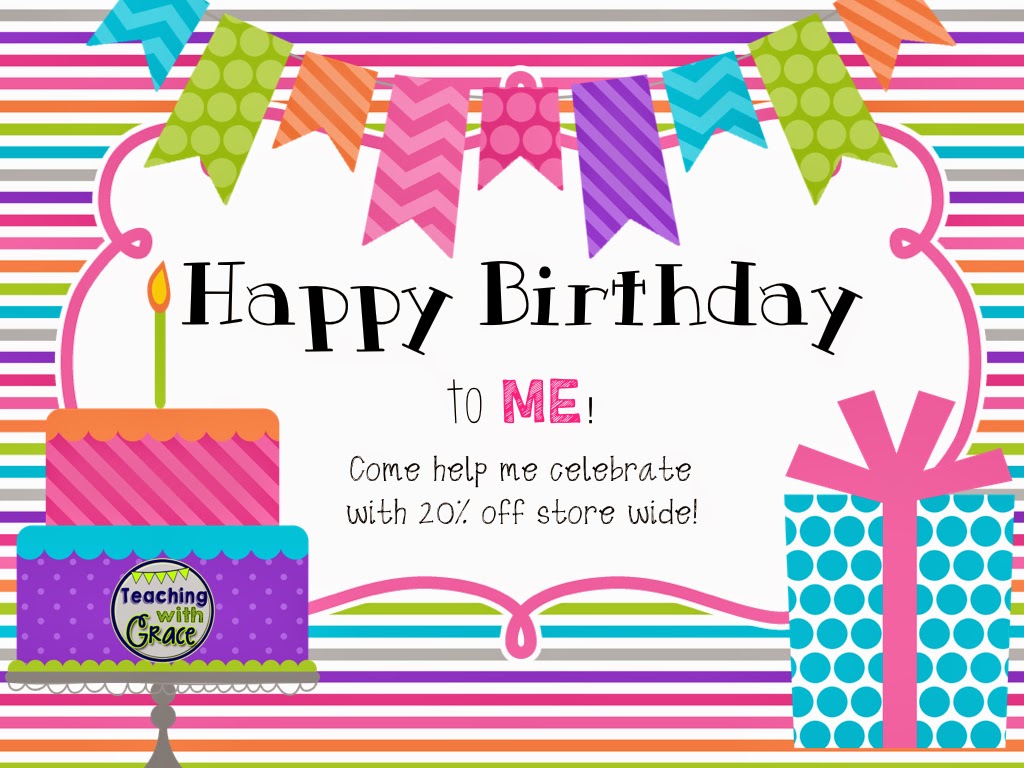 Happy Birthday
to ME!
Come help me celebrate
with 20% off store wide!
Teaching
with
Grace